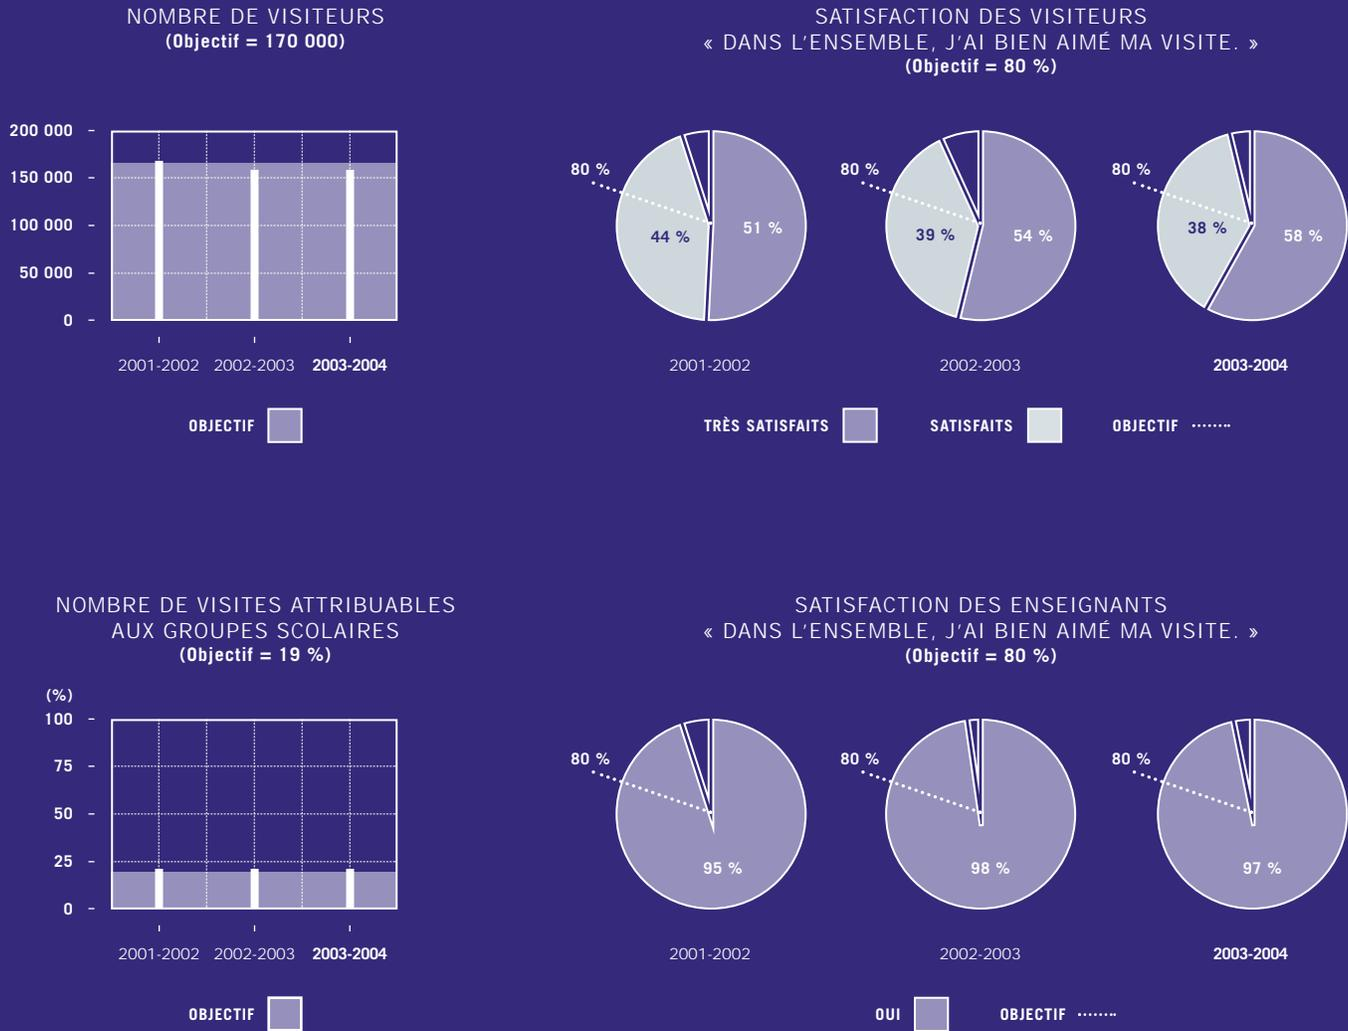 NOMBRE DE VISITEURS
(Objectif = 170 000)
200 000
150 000
100 000
50 000
0
2001-2002 2002-2003 2003-2004
OBJECTIF
SATISFACTION DES VISITEURS
« DANS L'ENSEMBLE, J'AI BIEN AIMÉ MA VISITE. »
(Objectif = 80 %)
80 % 80 % 80 %
44 % 51 % 39 % 54 % 38 % 58 %
2001-2002 2002-2003 2003-2004
TRÈS SATISFAITS SATISFAITS OBJECTIF
NOMBRE DE VISITES ATTRIBUABLES
AUX GROUPES SCOLAIRES
(Objectif = 19 %)
(%)
100
75
50
25
0
2001-2002 2002-2003 2003-2004
OBJECTIF
SATISFACTION DES ENSEIGNANTS
« DANS L'ENSEMBLE, J'AI BIEN AIMÉ MA VISITE. »
(Objectif = 80 %)
80 % 80 % 80 %
95 % 98 % 97 %
2001-2002 2002-2003 2003-2004
OUI OBJECTIF